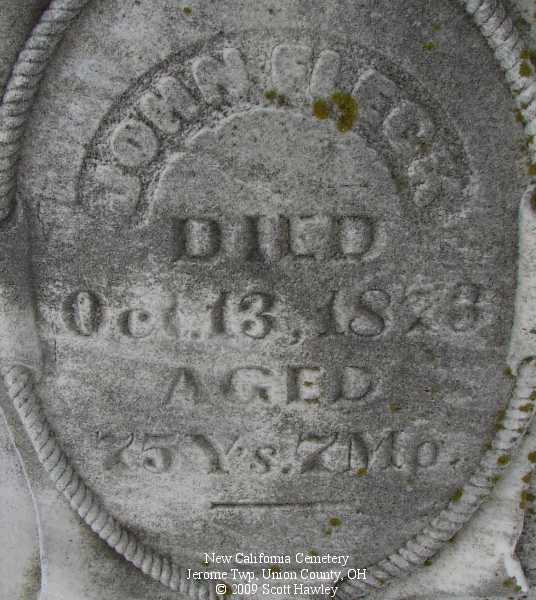 JOHN
DIED
Oct. 13, 1873
AGED
75 Ys. 7 Mo.
New California Cemetery
Jerome Twp, Union County, OH
© 2009 Scott Hawley